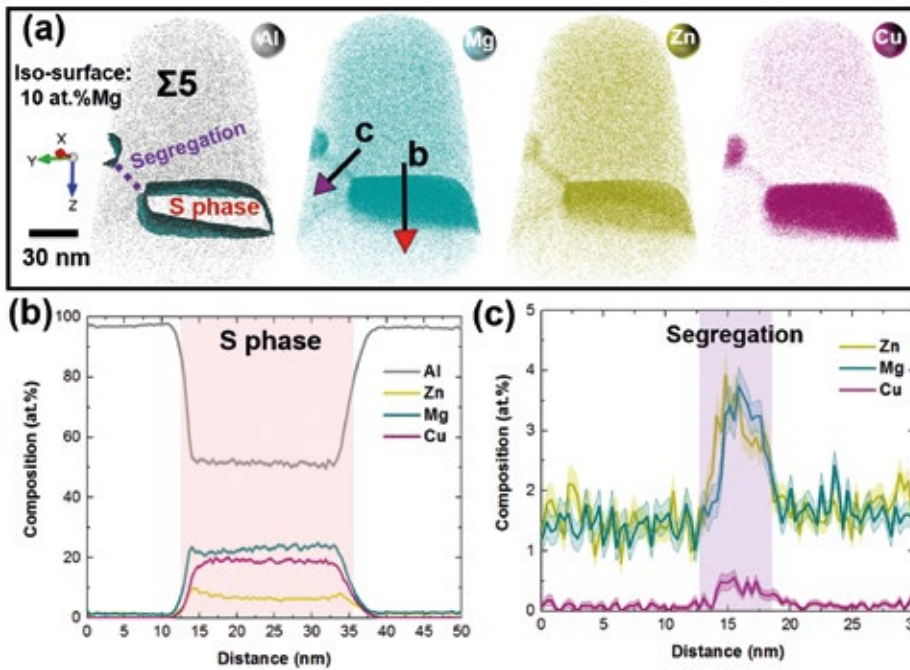 (a)
Al
Mg
Zn
Cu
Iso-surface:
10 at.%Mg
Σ5
X
Y
Z
Segregation
S phase
30 nm
c
b
(b)
S phase
Al
Zn
Mg
Cu
Composition (at.%)
100
80
60
40
20
0
0 5 10 15 20 25 30 35 40 45 50
Distance (nm)
(c)
Segregation
Zn
Mg
Cu
Composition (at.%)
5
4
3
2
1
0
0 5 10 15 20 25 30
Distance (nm)